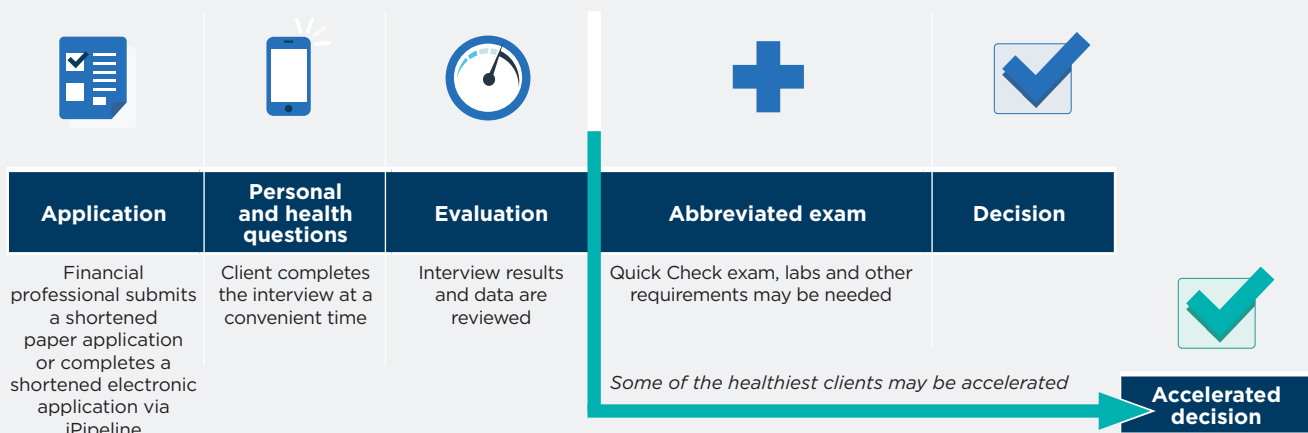 Application
Personal
and health
questions
Evaluation
Abbreviated exam
Decision
Financial
professional submits
a shortened
paper application
or completes a
shortened electronic
application via
iPipeline
Client completes
the interview at a
convenient time
Interview results
and data are
reviewed
Quick Check exam, labs and other
requirements may be needed
Some of the healthiest clients may be accelerated
Accelerated
decision